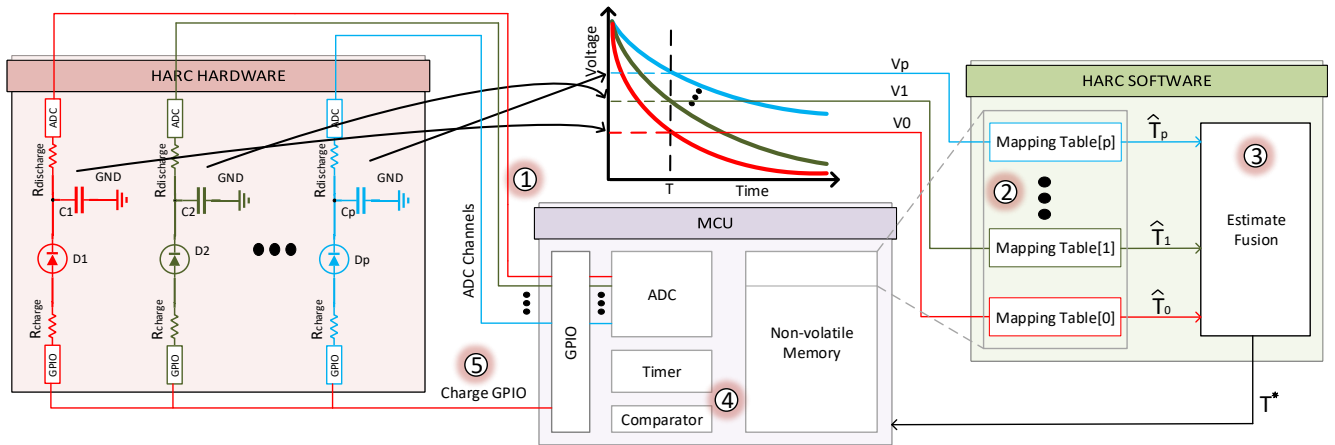 HARC HARDWARE
ADC
ADC
ADC
Rdischarge
Rdischarge
Rdischarge
GND
GND
GND
C1
C2
Cp
D1
D2
Dp
Rcharge
Rcharge
Rcharge
GPIO
GPIO
GPIO
ADC Channels
1
5
Charge GPIO
Voltage
T
Time
Vp
V1
V0
MCU
GPIO
ADC
Timer
Comparator
4
Non-volatile
Memory
HARC SOFTWARE
Mapping Table[p]
2
Mapping Table[1]
Mapping Table[0]
T̂p
T̂1
T̂0
3
Estimate
Fusion
T*